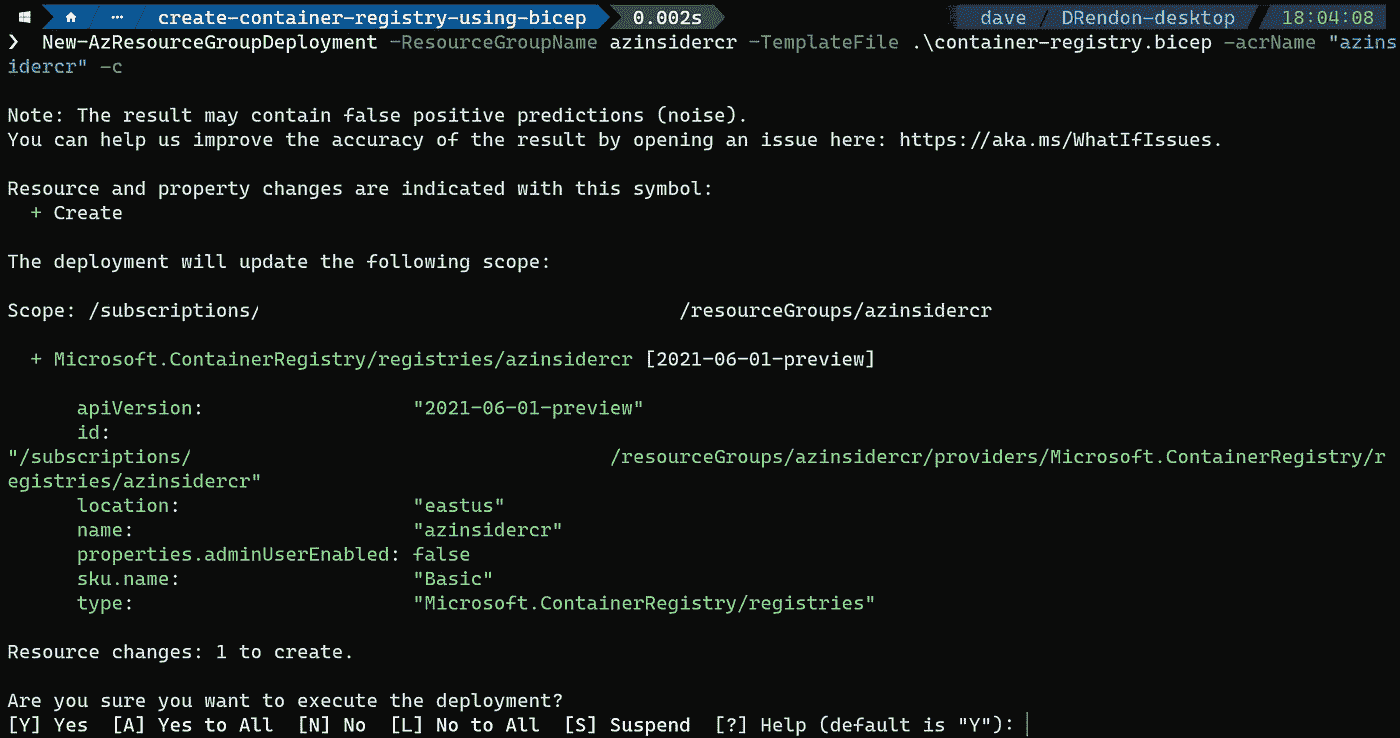 ··· create-container-registry-using-bicep 0.002s dave / DRendon-desktop / 18:04:08
❯ New-AzResourceGroupDeployment -ResourceGroupName azinsidercr -TemplateFile .\container-registry.bicep -acrName "azins
idercr" -c
Note: The result may contain false positive predictions (noise).
You can help us improve the accuracy of the result by opening an issue here: https://aka.ms/WhatIfIssues.
Resource and property changes are indicated with this symbol:
+ Create
The deployment will update the following scope:
Scope: /subscriptions/ /resourceGroups/azinsidercr
+ Microsoft.ContainerRegistry/registries/azinsidercr [2021-06-01-preview]
apiVersion: "2021-06-01-preview"
id:
"/subscriptions/ /resourceGroups/azinsidercr/providers/Microsoft.ContainerRegistry/r
egistries/azinsidercr"
location: "eastus"
name: "azinsidercr"
properties.adminUserEnabled: false
sku.name: "Basic"
type: "Microsoft.ContainerRegistry/registries"
Resource changes: 1 to create.
Are you sure you want to execute the deployment?
[Y] Yes [A] Yes to All [N] No [L] No to All [S] Suspend [?] Help (default is "Y"):